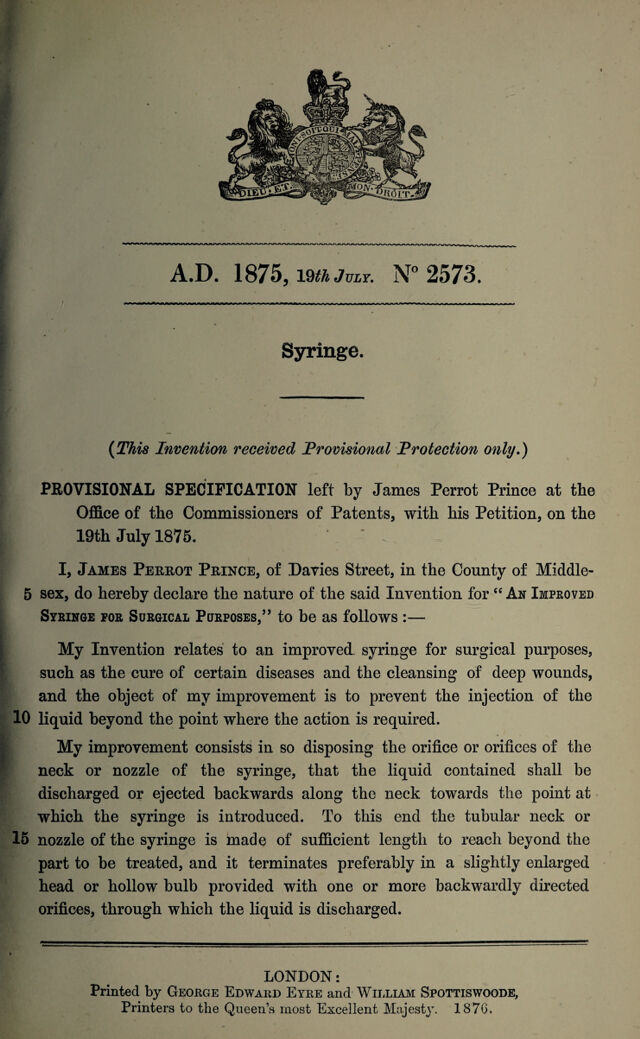 HONI SOIT QUI MAL
DIEU·ET· MON·DROIT.
A.D. 1875, 19th July. N° 2573.
Syringe.
(This Invention received Provisional Protection only.)
PROVISIONAL SPECIFICATION left by James Perrot Prince at the
Office of the Commissioners of Patents, with his Petition, on the
19th July 1875.
I, James Perrot Prince, of Davies Street, in the County of Middle-
5 sex, do hereby declare the nature of the said Invention for “ An Improved
Syringe for Surgical Purposes,” to be as follows :—
My Invention relates to an improved syringe for surgical purposes,
such as the cure of certain diseases and the cleansing of deep wounds,
and the object of my improvement is to prevent the injection of the
10 liquid beyond the point where the action is required.
My improvement consists in so disposing the orifice or orifices of the
neck or nozzle of the syringe, that the liquid contained shall be
discharged or ejected backwards along the neck towards the point at
which the syringe is introduced. To this end the tubular neck or
15 nozzle of the syringe is made of sufficient length to reach beyond the
part to be treated, and it terminates preferably in a slightly enlarged
head or hollow bulb provided with one or more backwardly directed
orifices, through which the liquid is discharged.
LONDON:
Printed by George Edward Eyre and William Spottiswoode,
Printers to the Queen's most Excellent Majesty. 1876.